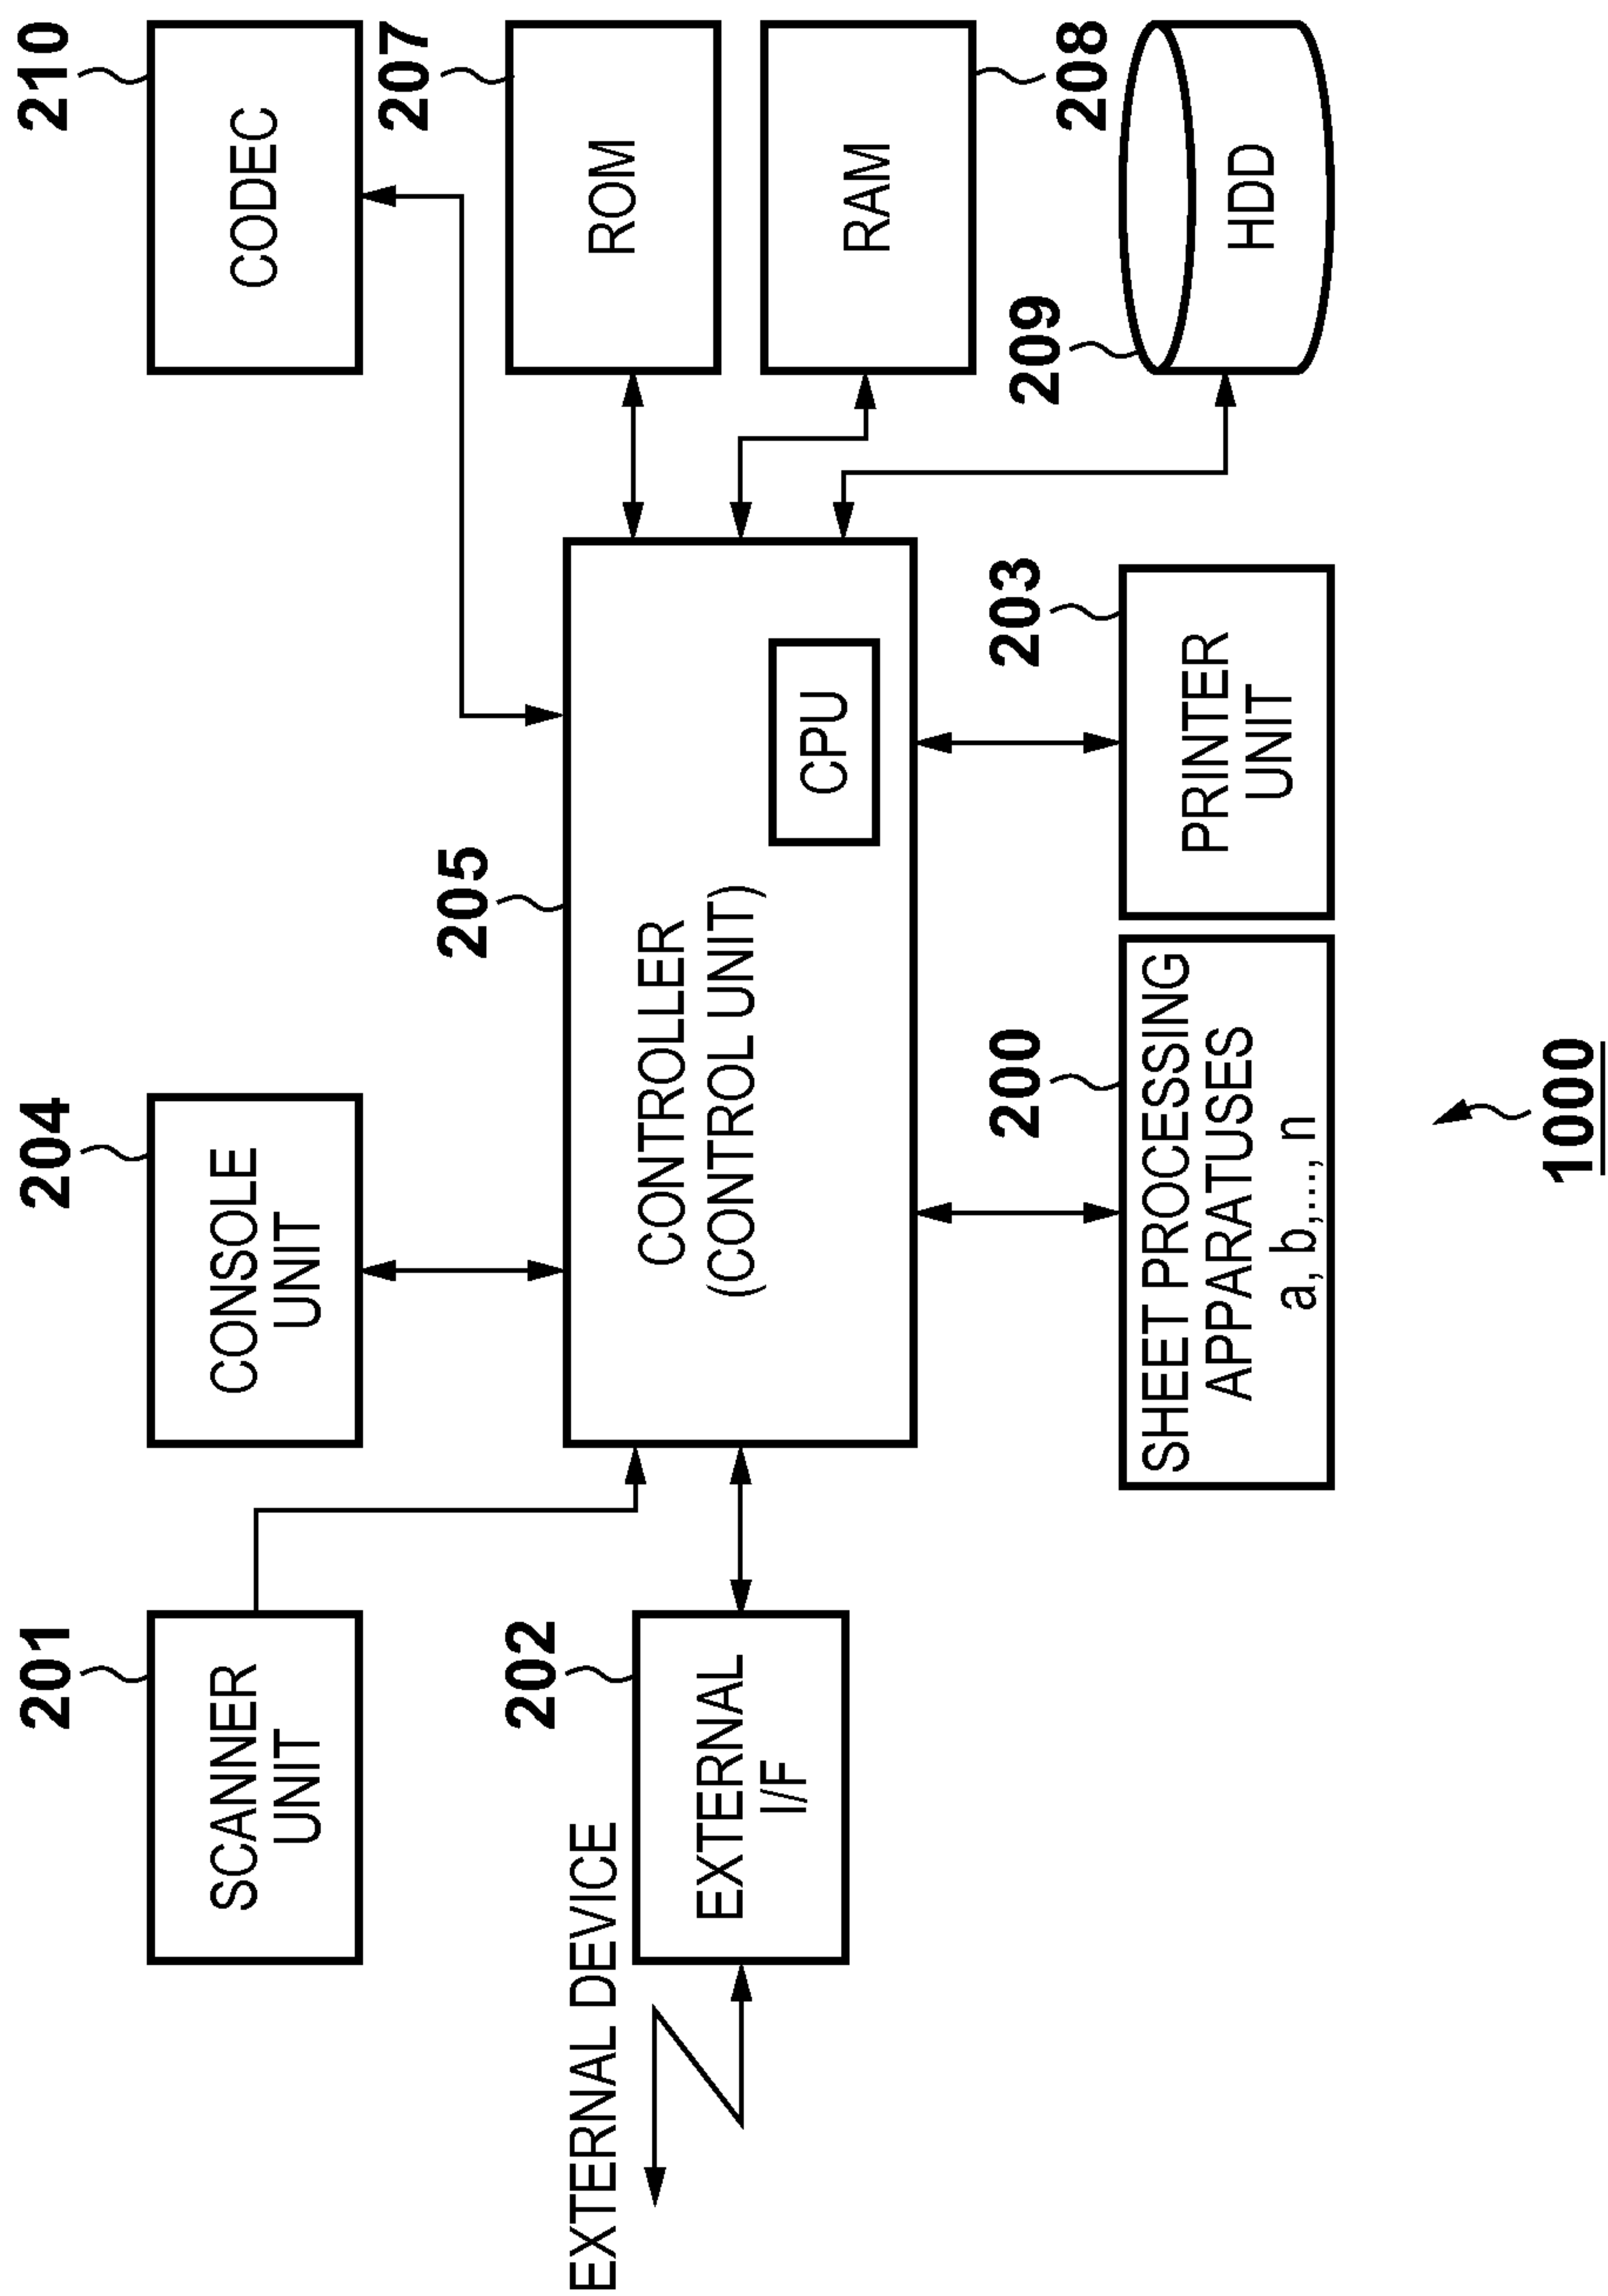 201
SCANNER
UNIT
204
CONSOLE
UNIT
210
CODEC
EXTERNAL DEVICE
202
EXTERNAL
I/F
205
CONTROLLER
(CONTROL UNIT)
CPU
207
ROM
RAM
208
200
SHEET PROCESSING
APPARATUSES
a, b,..., n
203
PRINTER
UNIT
209
HDD
1000